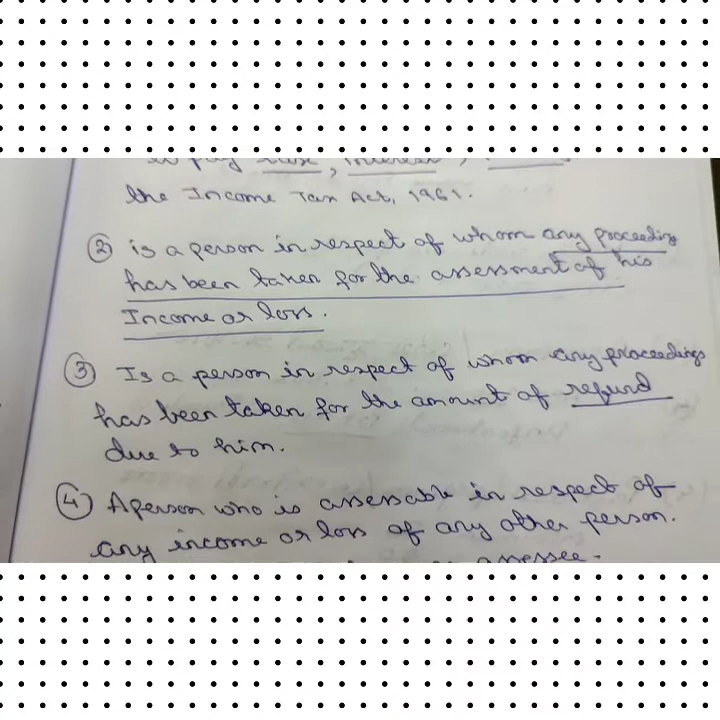 the Income Tax Act, 1961.
② is a person in respect of whom any proceeding
has been taken for the assessment of his
Income or loss.
③ Is a person in respect of whom any proceedings
has been taken for the amount of refund
due to him.
④ A person who is assessable in respect of
any income or loss of any other person.
assessee.